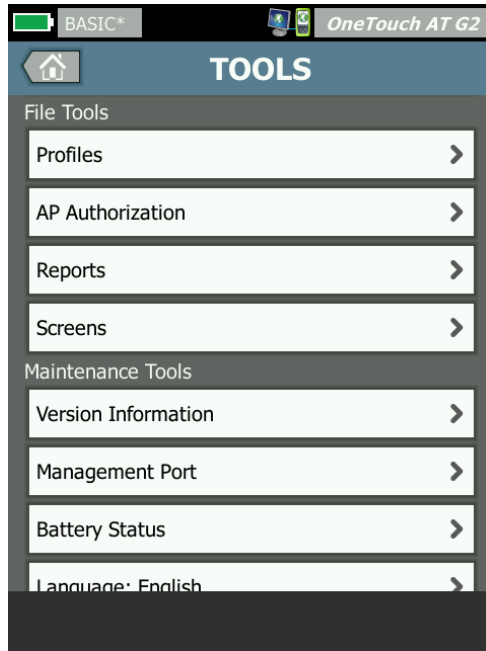 BASIC*
OneTouch AT G2
TOOLS
File Tools
Profiles
AP Authorization
Reports
Screens
Maintenance Tools
Version Information
Management Port
Battery Status
Language: English